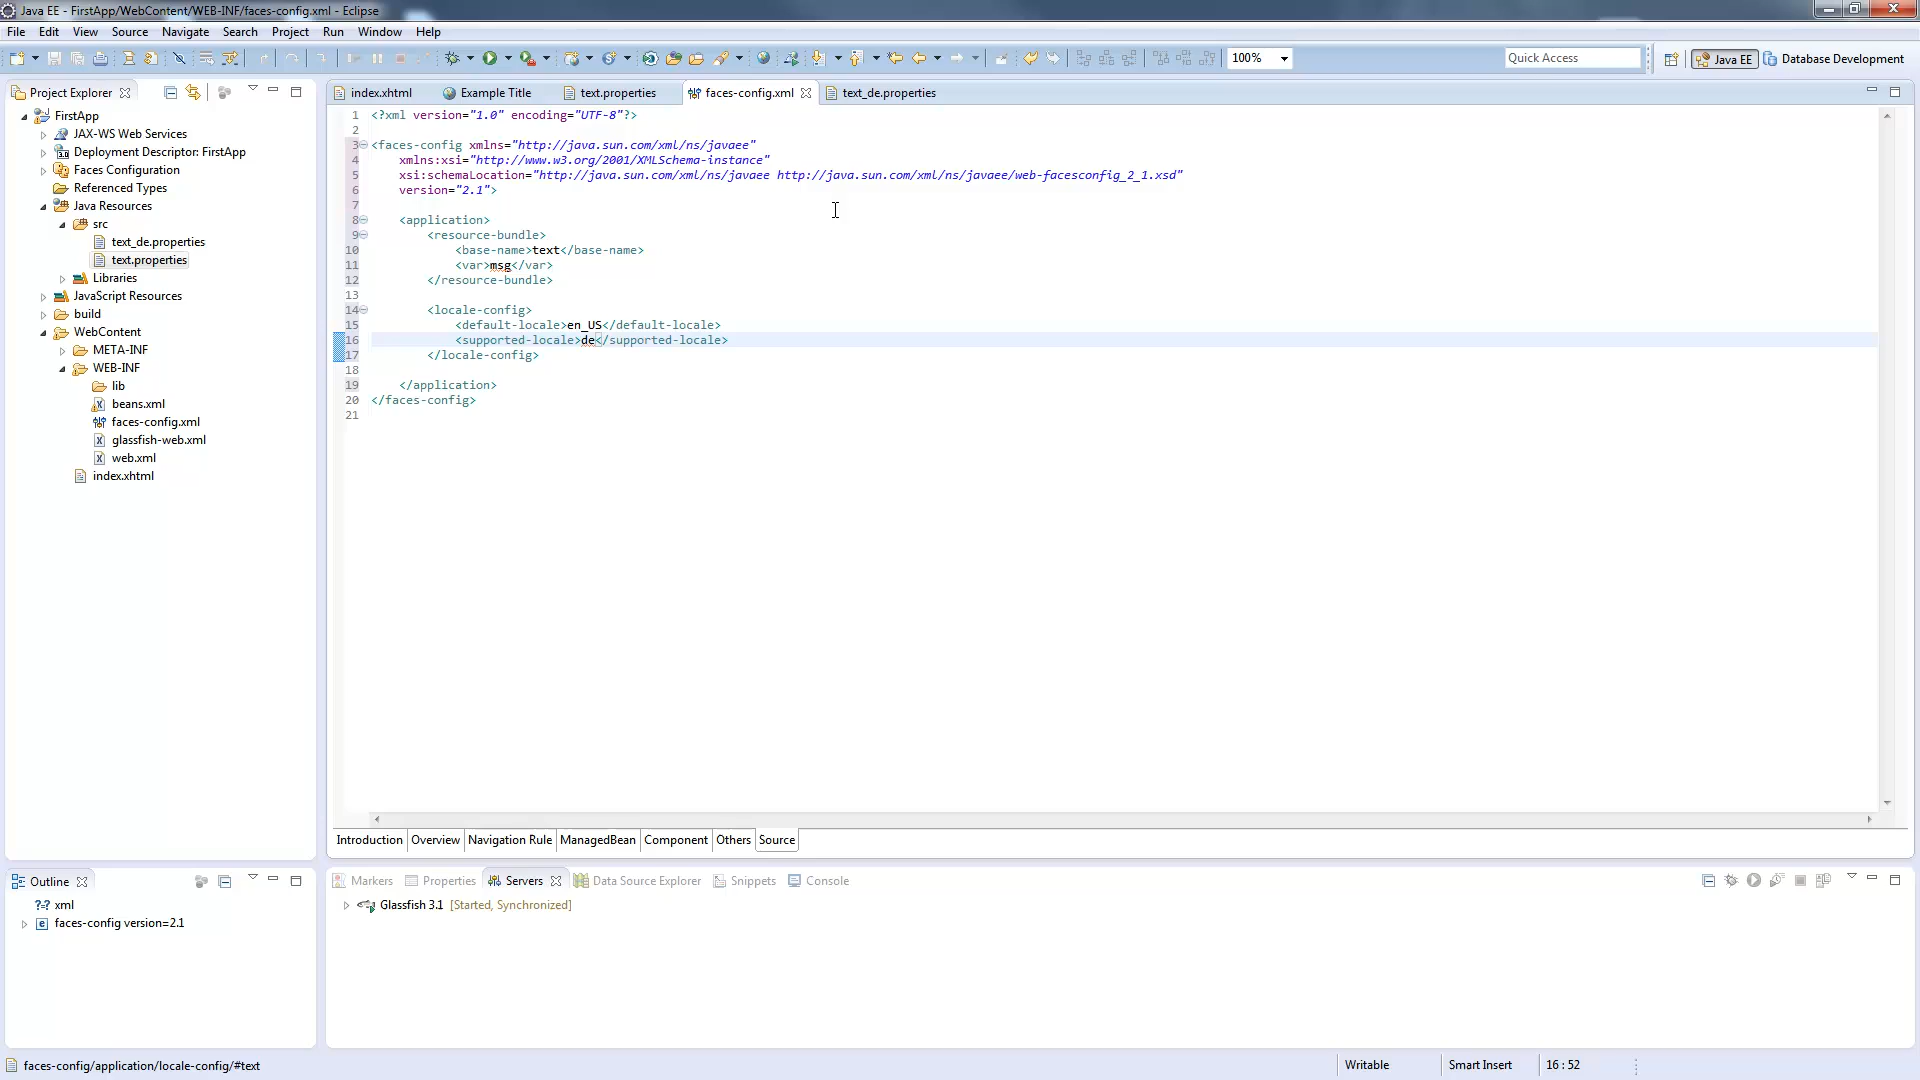 Java EE - FirstApp/WebContent/WEB-INF/faces-config.xml - Eclipse
File Edit View Source Navigate Search Project Run Window Help
100% Quick Access Java EE Database Development
Project Explorer
FirstApp
JAX-WS Web Services
Deployment Descriptor: FirstApp
Faces Configuration
Referenced Types
Java Resources
src
text_de.properties
text.properties
Libraries
JavaScript Resources
build
WebContent
META-INF
WEB-INF
lib
beans.xml
faces-config.xml
glassfish-web.xml
web.xml
index.xhtml
index.xhtml Example Title text.properties faces-config.xml text_de.properties
1 <?xml version="1.0" encoding="UTF-8"?>
2
3 <faces-config xmlns="http://java.sun.com/xml/ns/javaee"
4 xmlns:xsi="http://www.w3.org/2001/XMLSchema-instance"
5 xsi:schemaLocation="http://java.sun.com/xml/ns/javaee http://java.sun.com/xml/ns/javaee/web-facesconfig_2_1.xsd"
6 version="2.1">
7
8 <application>
9 <resource-bundle>
10 <base-name>text</base-name>
11 <var>msg</var>
12 </resource-bundle>
13
14 <locale-config>
15 <default-locale>en_US</default-locale>
16 <supported-locale>de</supported-locale>
17 </locale-config>
18
19 </application>
20 </faces-config>
21
Introduction Overview Navigation Rule ManagedBean Component Others Source
Outline
xml
faces-config version=2.1
Markers Properties Servers Data Source Explorer Snippets Console
Glassfish 3.1 [Started, Synchronized]
faces-config/application/locale-config/#text Writable Smart Insert 16 : 52